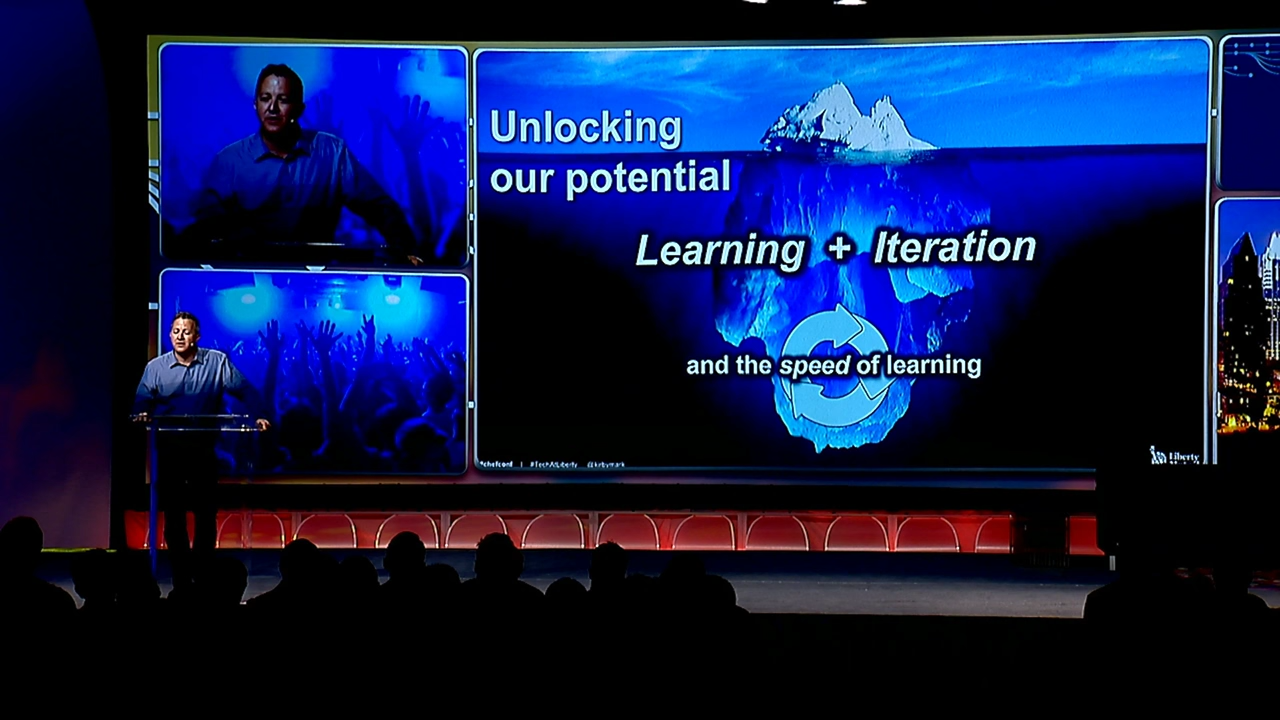 Unlocking
our potential
Learning + Iteration
and the speed of learning
#chefconf | #TechAtLiberty @kirbymark
Liberty